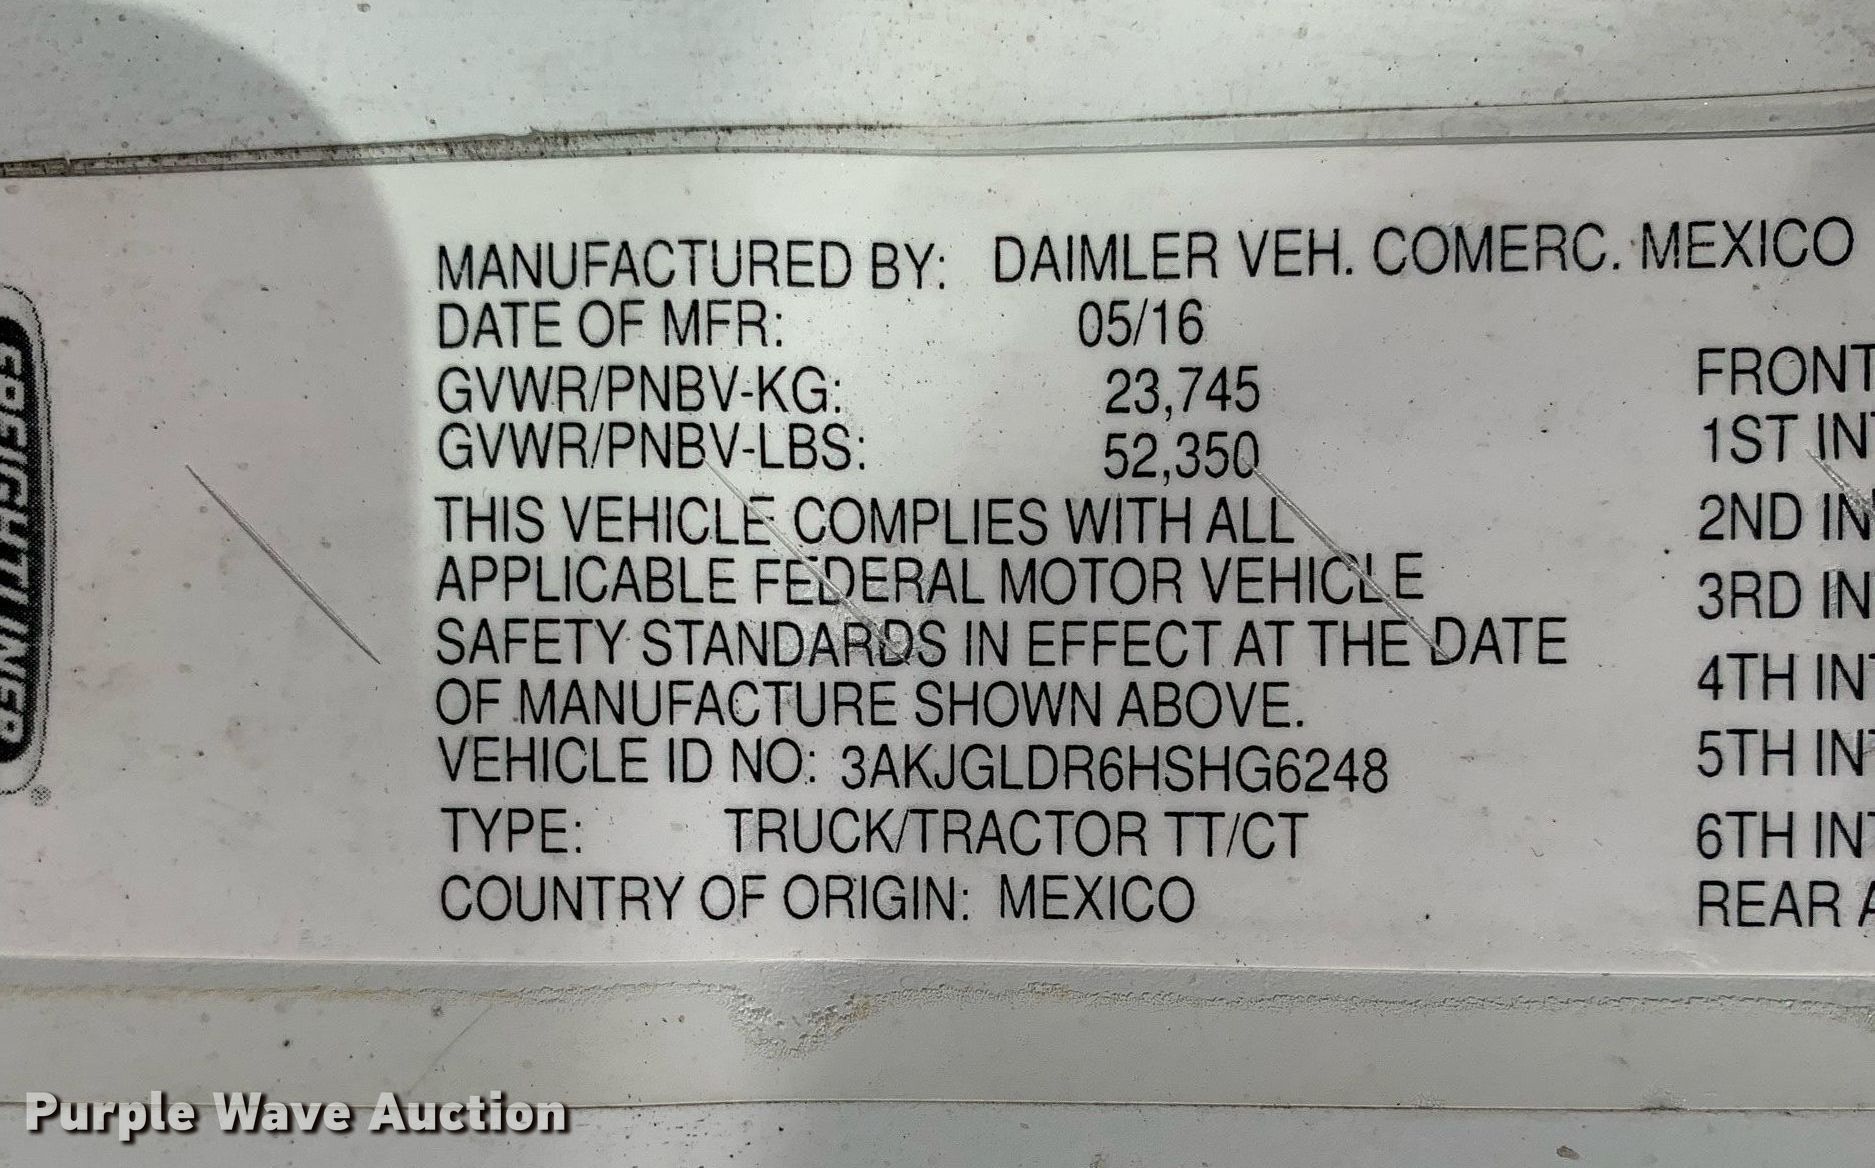 MANUFACTURED BY: DAIMLER VEH. COMERC. MEXICO
DATE OF MFR: 05/16
GVWR/PNBV-KG: 23,745
GVWR/PNBV-LBS: 52,350
THIS VEHICLE COMPLIES WITH ALL
APPLICABLE FEDERAL MOTOR VEHICLE
SAFETY STANDARDS IN EFFECT AT THE DATE
OF MANUFACTURE SHOWN ABOVE.
VEHICLE ID NO: 3AKJGLDR6HSHG6248
TYPE: TRUCK/TRACTOR TT/CT
COUNTRY OF ORIGIN: MEXICO
FRONT
1ST INT
2ND IN
3RD IN
4TH INT
5TH INT
6TH INT
REAR A
FREIGHTLINER
®
Purple Wave Auction